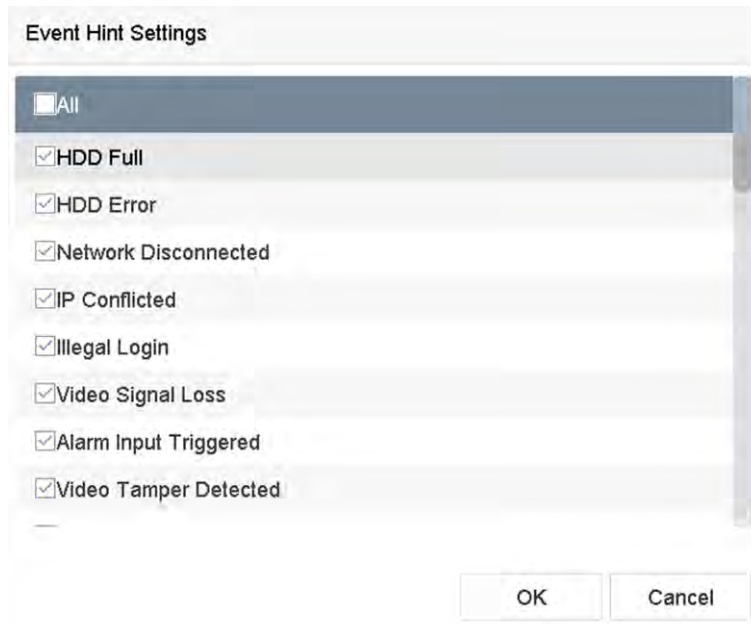 Event Hint Settings
All
HDD Full
HDD Error
Network Disconnected
IP Conflicted
Illegal Login
Video Signal Loss
Alarm Input Triggered
Video Tamper Detected
OK Cancel